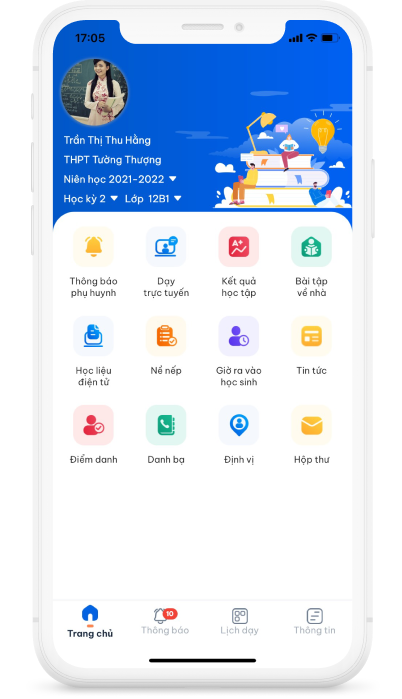 17:05
Trần Thị Thu Hằng
THPT Tường Thượng
Niên học 2021-2022
Học kỳ 2 Lớp 12B1
Thông báo phụ huynh
Dạy trực tuyến
A+
Kết quả học tập
Bài tập về nhà
Học liệu điện tử
Nề nếp
Giờ ra vào học sinh
Tin tức
Điểm danh
Danh bạ
Định vị
Hộp thư
10
Trang chủ
Thông báo
Lịch dạy
Thông tin